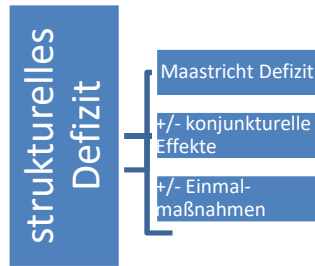 strukturelles
Defizit
Maastricht Defizit
+/- konjunkturelle
Effekte
+/- Einmal-
maßnahmen